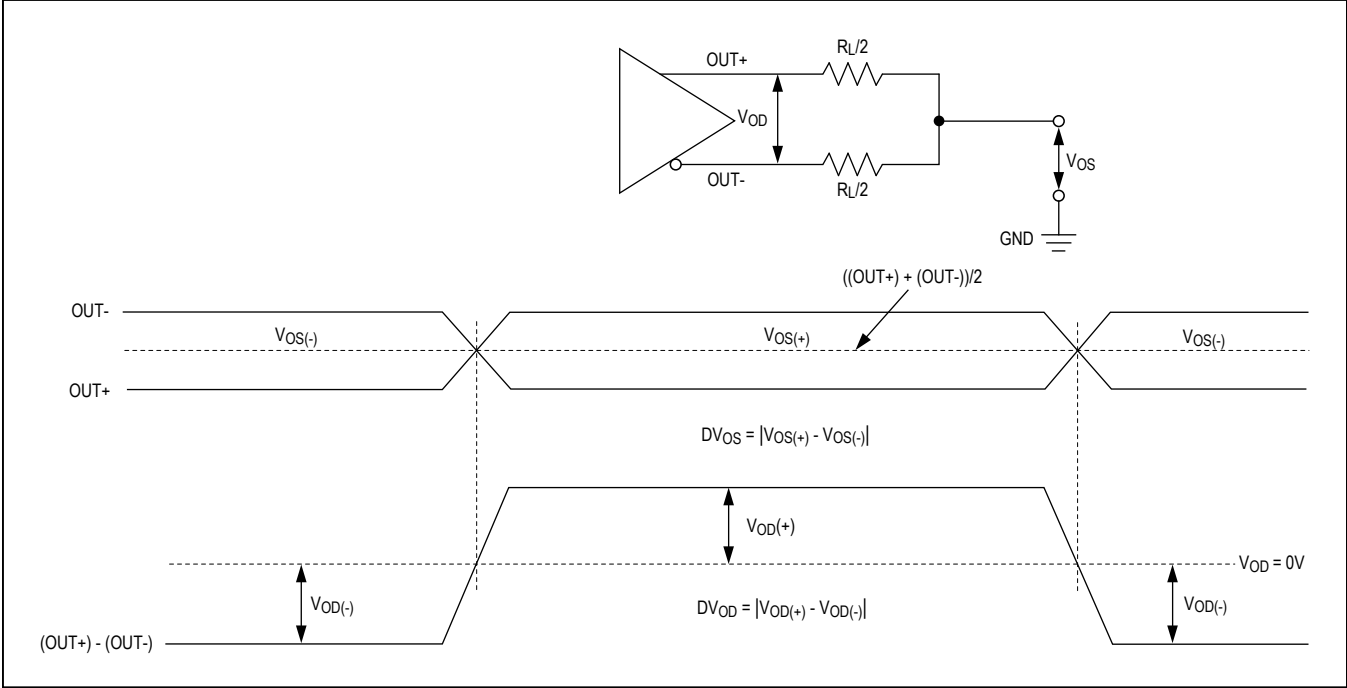 OUT+
RL/2
VOD
OUT-
RL/2
VOS
GND
((OUT+) + (OUT-))/2
OUT-
VOS(-)
VOS(+)
VOS(-)
OUT+
DVOS = |VOS(+) - VOS(-)|
VOD(+)
VOD = 0V
VOD(-)
DVOD = |VOD(+) - VOD(-)|
VOD(-)
(OUT+) - (OUT-)